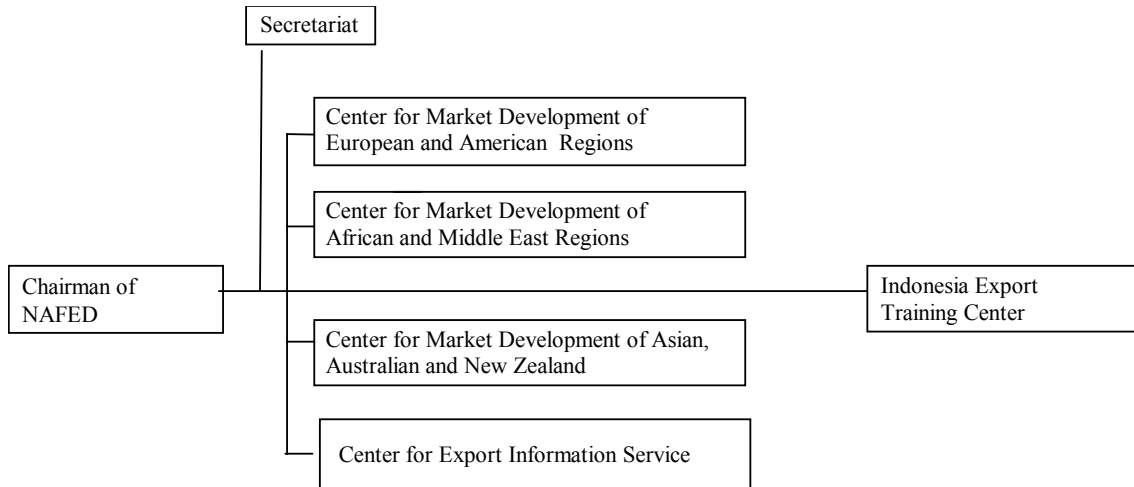 Secretariat
Center for Market Development of
European and American Regions
Center for Market Development of
African and Middle East Regions
Chairman of
NAFED
Indonesia Export
Training Center
Center for Market Development of Asian,
Australian and New Zealand
Center for Export Information Service